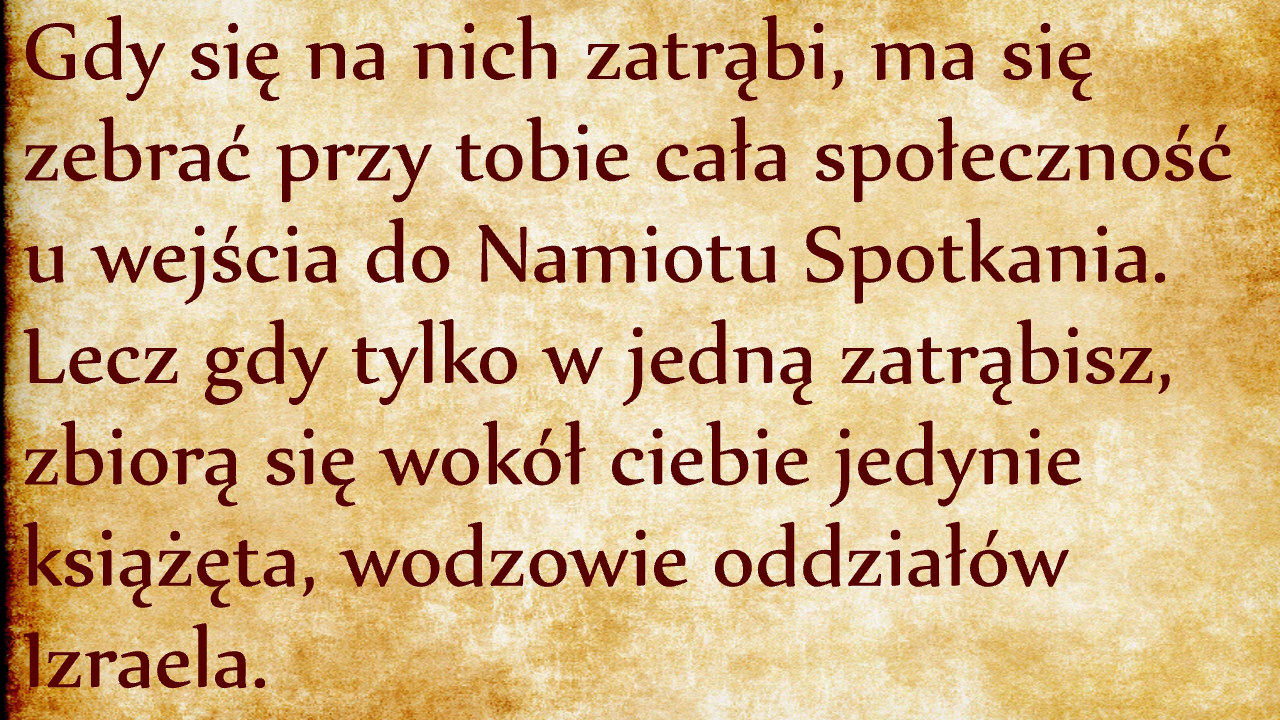 Gdy się na nich zatrąbi, ma się
zebrać przy tobie cała społeczność
u wejścia do Namiotu Spotkania.
Lecz gdy tylko w jedną zatrąbisz,
zbiorą się wokół ciebie jedynie
książęta, wodzowie oddziałów
Izraela.